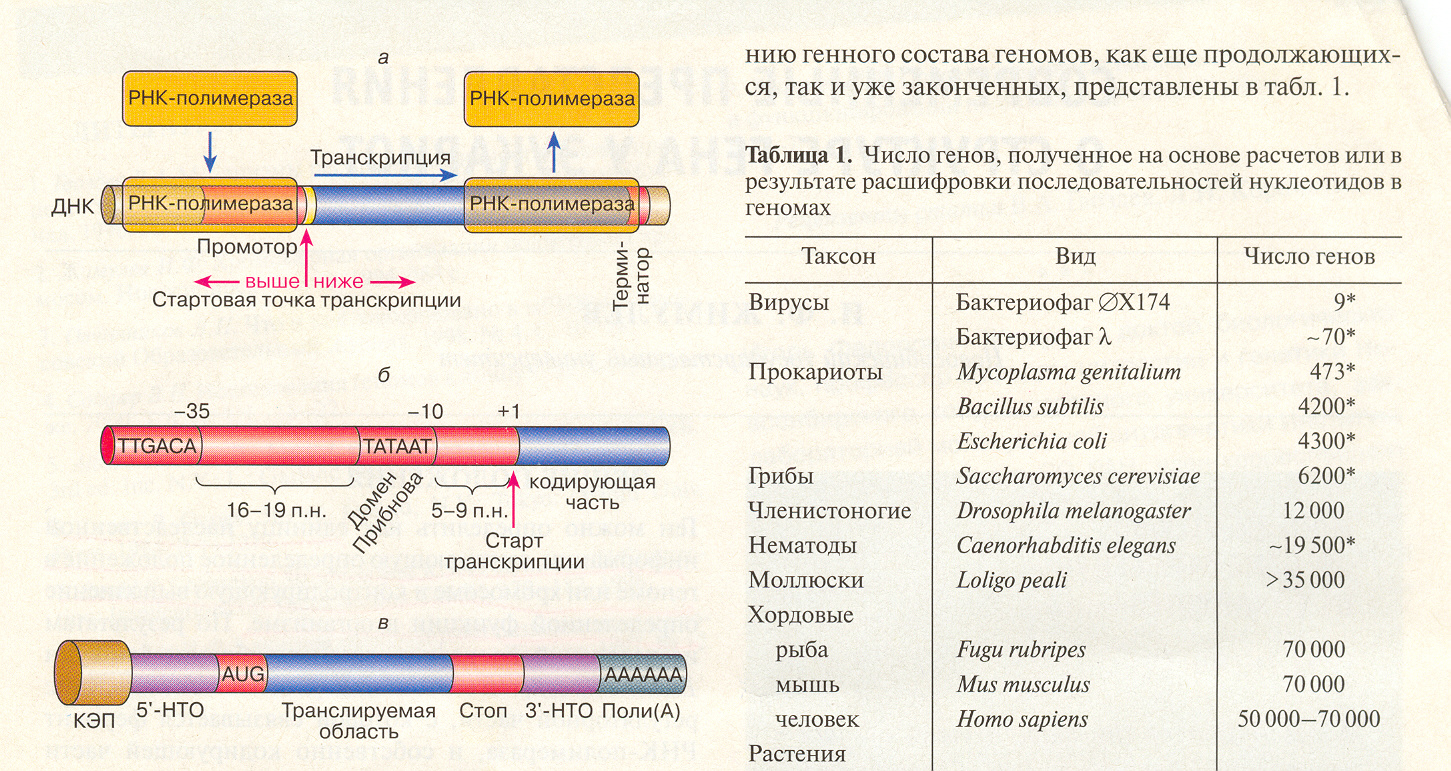 а
РНК-полимераза
РНК-полимераза
Транскрипция
ДНК
РНК-полимераза
РНК-полимераза
Промотор
выше
ниже
Стартовая точка транскрипции
Терми-
натор
б
−35
−10
+1
TTGACA
TATAAT
16–19 п.н.
Домен
Прибнова
5–9 п.н.
кодирующая
часть
Старт
транскрипции
в
AUG
AAAAAA
КЭП
5'-НТО
Транслируемая
область
Стоп
3'-НТО
Поли(А)
нию генного состава геномов, как еще продолжающих-
ся, так и уже законченных, представлены в табл. 1.
Таблица 1. Число генов, полученное на основе расчетов или в
результате расшифровки последовательностей нуклеотидов в
геномах
Таксон Вид Число генов
Вирусы Бактериофаг ∅X174 9*
Бактериофаг λ ~70*
Прокариоты Mycoplasma genitalium 473*
Bacillus subtilis 4200*
Escherichia coli 4300*
Грибы Saccharomyces cerevisiae 6200*
Членистоногие Drosophila melanogaster 12 000
Нематоды Caenorhabditis elegans ~19 500*
Моллюски Loligo peali >35 000
Хордовые
рыба Fugu rubripes 70 000
мышь Mus musculus 70 000
человек Homo sapiens 50 000–70 000
Растения